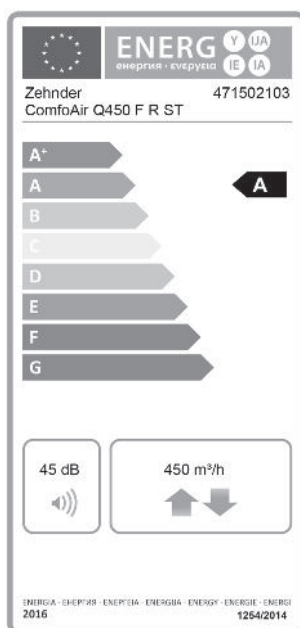 ENERG Y IJA
енергия · ενεργεια IE IA
Zehnder 471502103
ComfoAir Q450 F R ST
A+
A A
B
C
D
E
F
G
45 dB 450 m³/h
ENERGIA · ЕНЕРГИЯ · ΕΝΕΡΓΕΙΑ · ENERGIJA · ENERGY · ENERGIE · ENERGI
2016 1254/2014